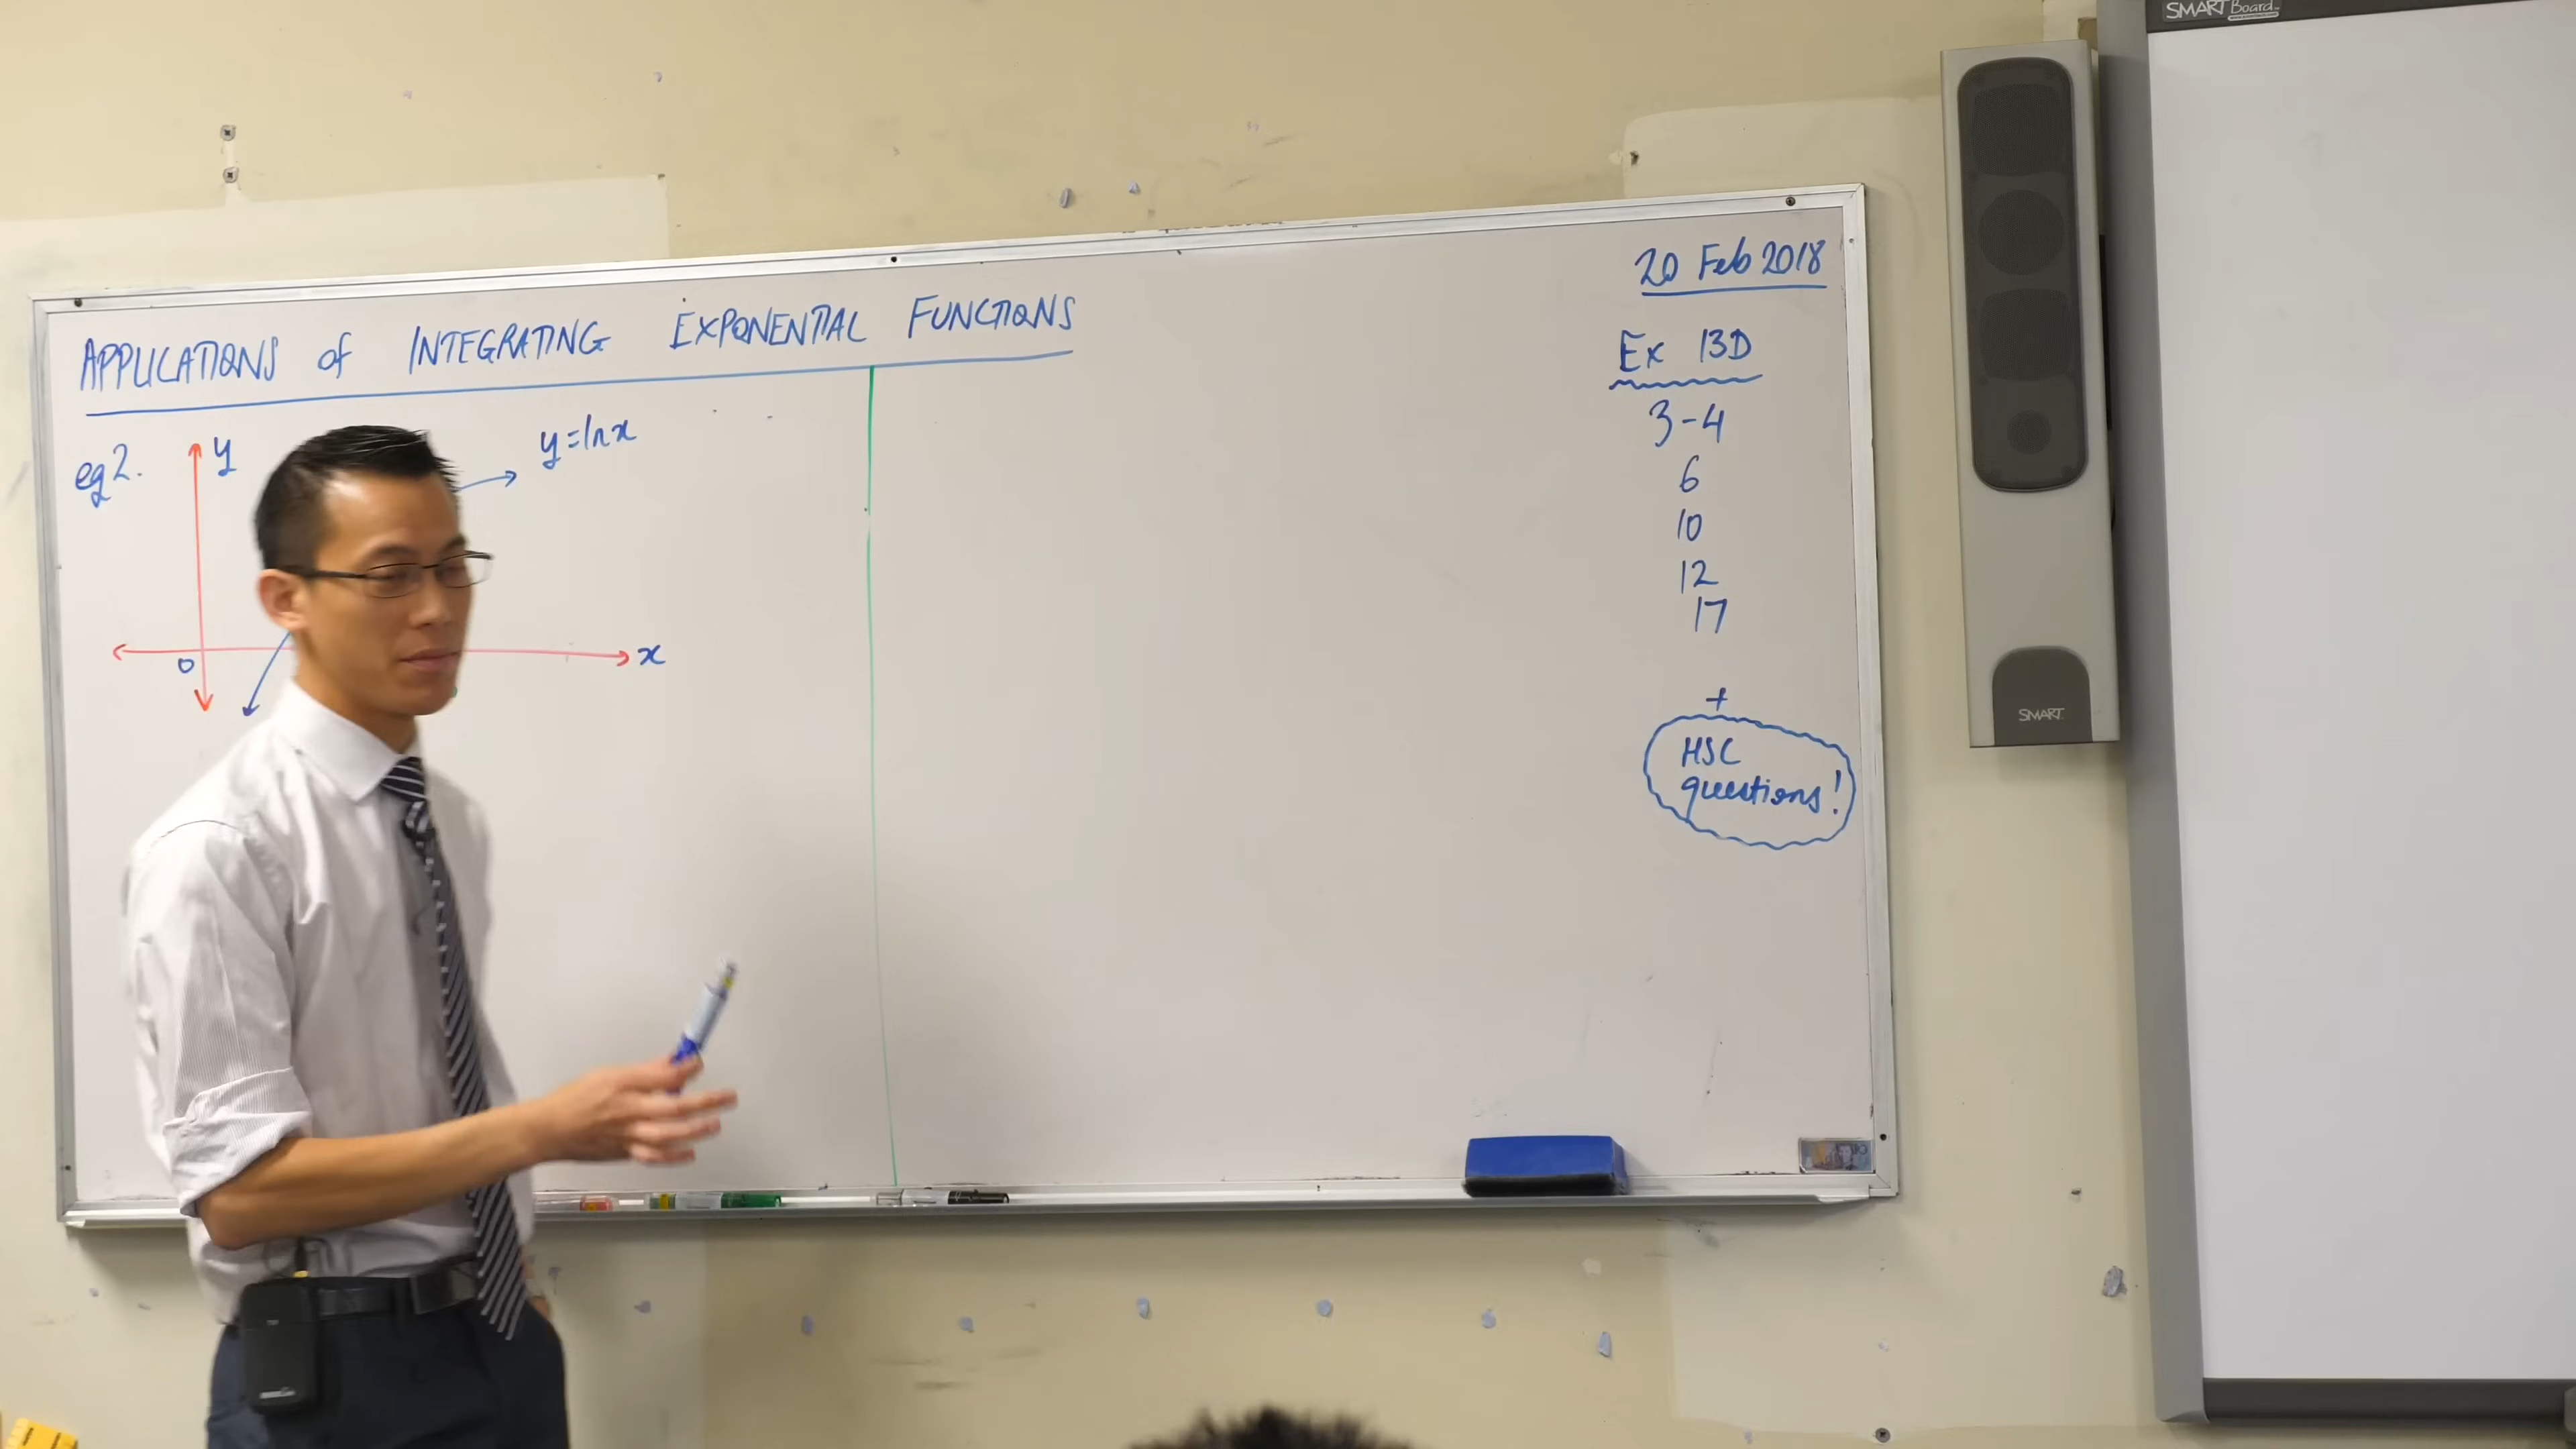 SMART Board
20 Feb 2018
APPLICATIONS of INTEGRATING EXPONENTIAL FUNCTIONS
eg 2.
y
y = ln x
0
x
Ex 13D
3-4
6
10
12
17
+
HSC
questions!
SMART